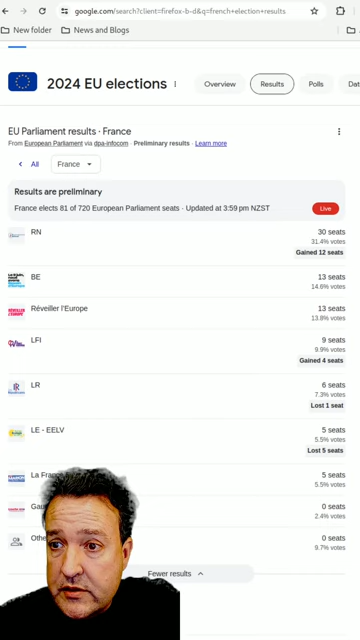 google.com/search?client=firefox-b-d&q=french+election+results
New folder
News and Blogs
2024 EU elections
Overview
Results
Polls
EU Parliament results · France
From European Parliament via dpa-infocom · Preliminary results · Learn more
All
France
Results are preliminary
France elects 81 of 720 European Parliament seats · Updated at 3:59 pm NZST
Live
RN
30 seats
31.4% votes
Gained 12 seats
BE
13 seats
14.6% votes
Réveiller l'Europe
13 seats
13.8% votes
LFI
9 seats
9.9% votes
Gained 4 seats
LR
6 seats
7.3% votes
Lost 1 seat
LE - EELV
5 seats
5.5% votes
Lost 5 seats
La
5 seats
5.5% votes
0 seats
2.4% votes
0 seats
9.7% votes
Fewer results